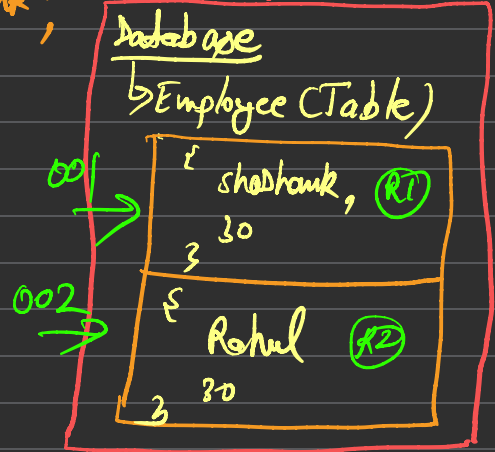 Database
↳ Employee (Table)
001
{
shashank, R1
30
}
002
{
Rahul R2
30
}